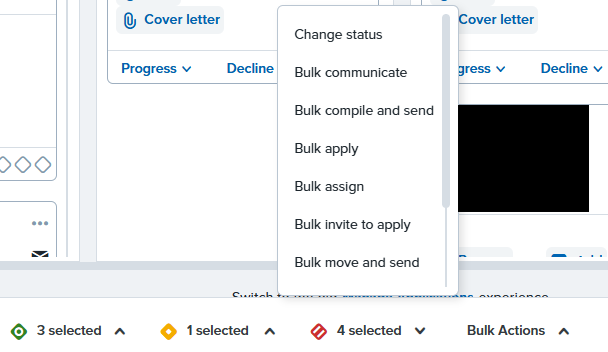 Cover letter
Cover letter
Progress
Decline
gress
Decline
Change status
Bulk communicate
Bulk compile and send
Bulk apply
Bulk assign
Bulk invite to apply
Bulk move and send
Switch to
experience
3 selected
1 selected
4 selected
Bulk Actions